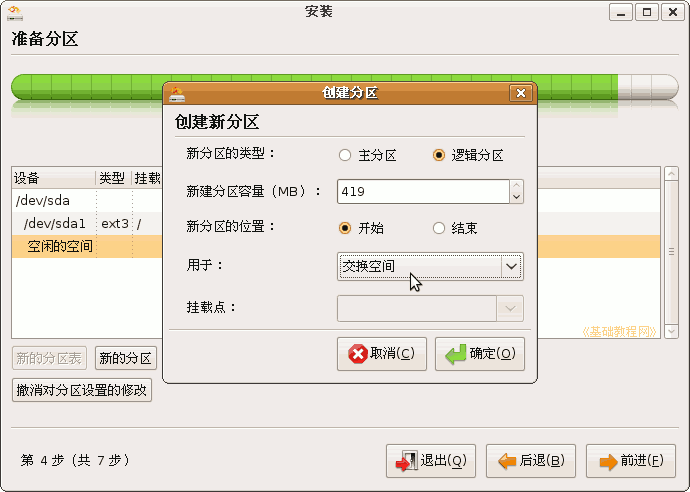 安装
准备分区
创建分区
创建新分区
新分区的类型： 主分区 逻辑分区
新建分区容量（MB）： 419
新分区的位置： 开始 结束
用于： 交换空间
挂载点：
取消(C) 确定(O)
设备 类型 挂载
/dev/sda
/dev/sda1 ext3 /
空闲的空间
《基础教程网》
新的分区表 新的分区
撤消对分区设置的修改
第 4 步（共 7 步） 退出(Q) 后退(B) 前进(F)